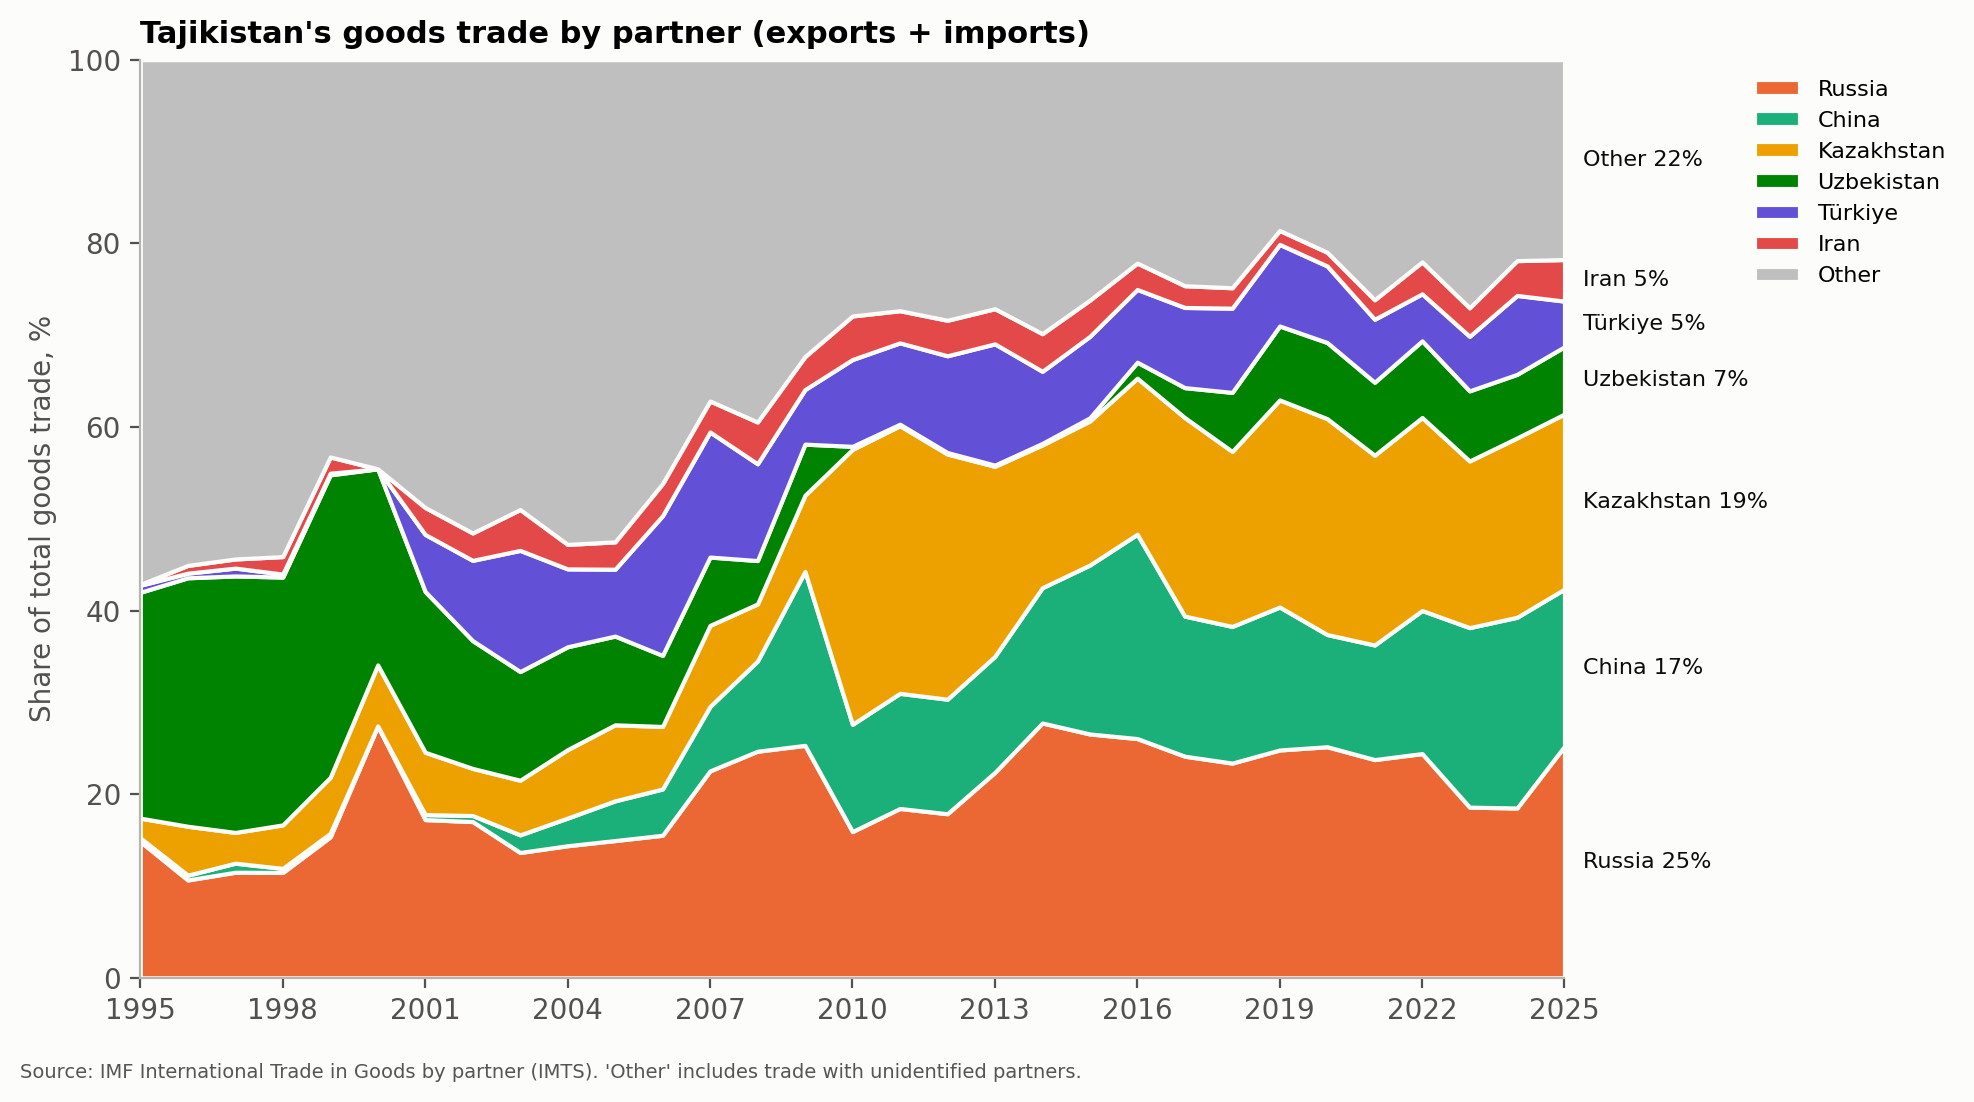 Tajikistan's goods trade by partner (exports + imports)
Share of total goods trade, %
100
80
60
40
20
0
1995
1998
2001
2004
2007
2010
2013
2016
2019
2022
2025
Other 22%
Iran 5%
Türkiye 5%
Uzbekistan 7%
Kazakhstan 19%
China 17%
Russia 25%
Russia
China
Kazakhstan
Uzbekistan
Türkiye
Iran
Other
Source: IMF International Trade in Goods by partner (IMTS). 'Other' includes trade with unidentified partners.